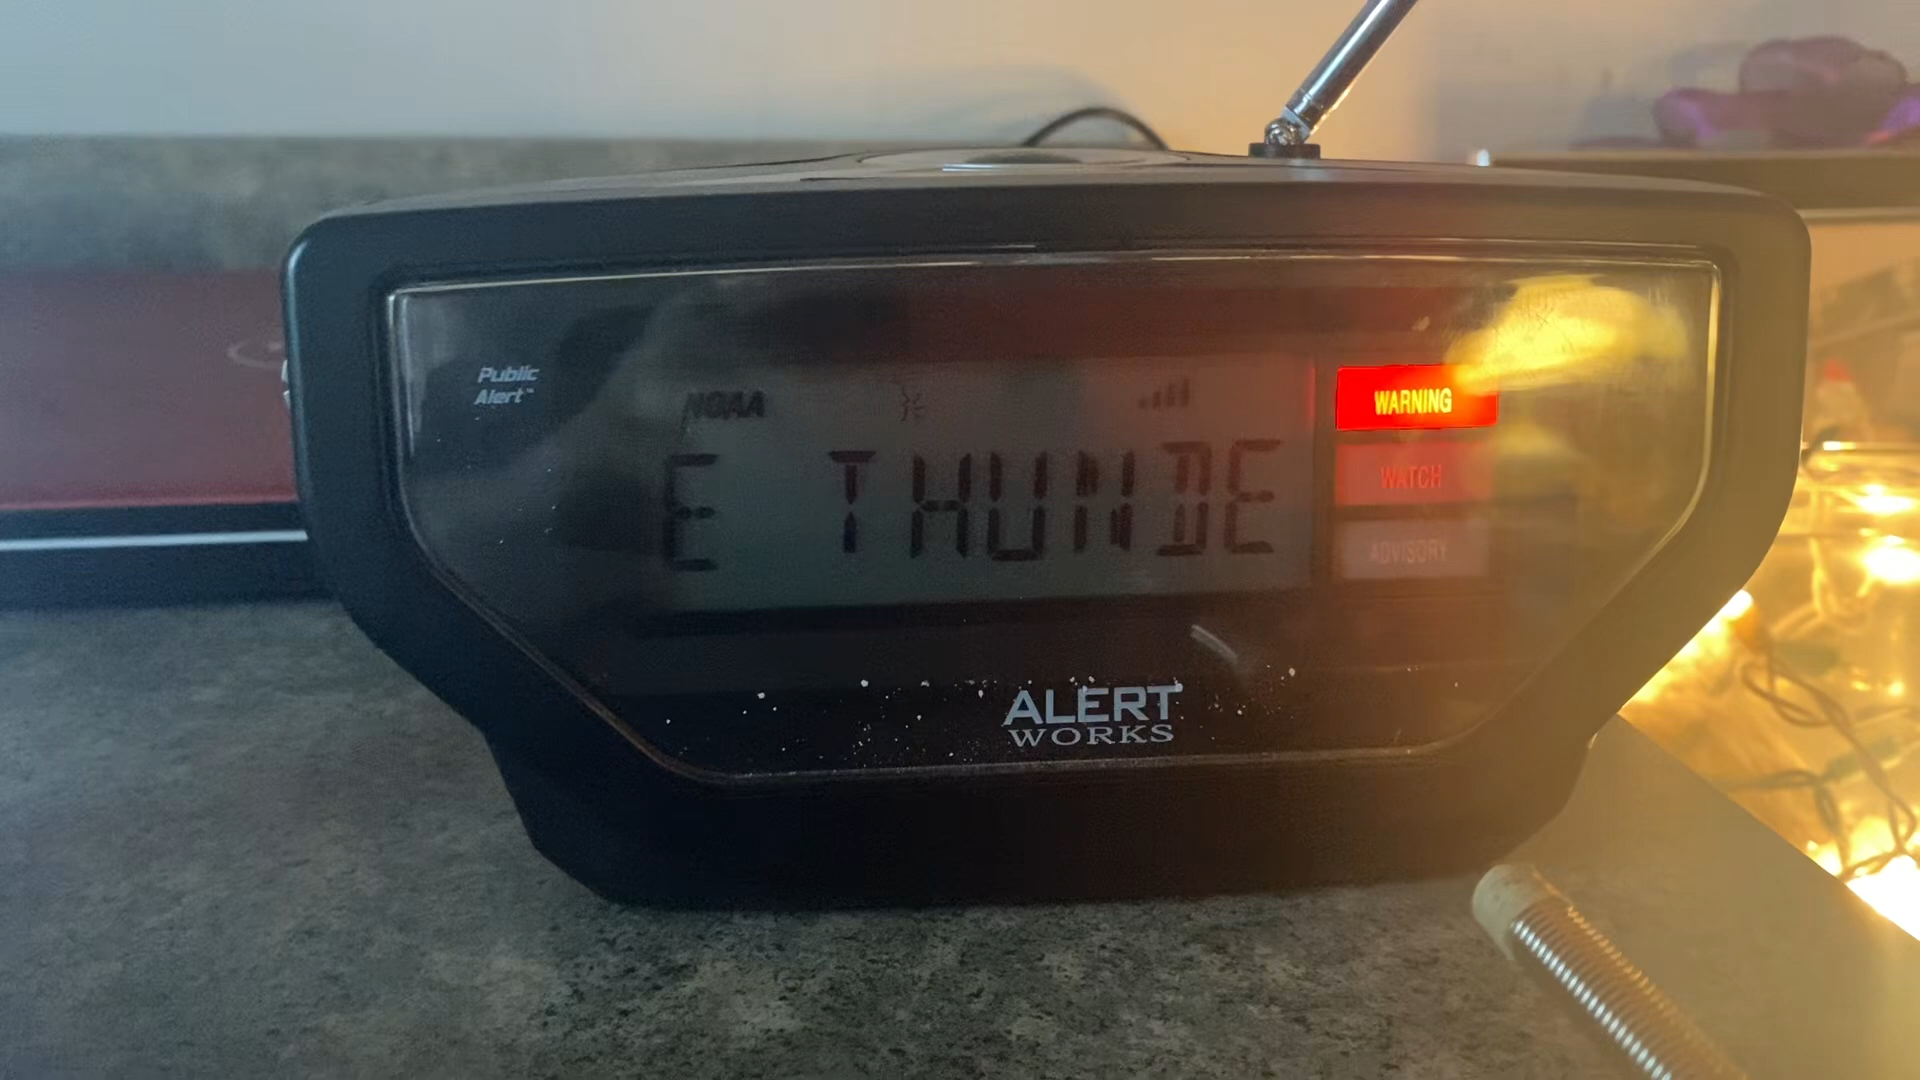 Public
Alert™
NOAA
E THUNDE
WARNING
WATCH
ADVISORY
ALERT
WORKS